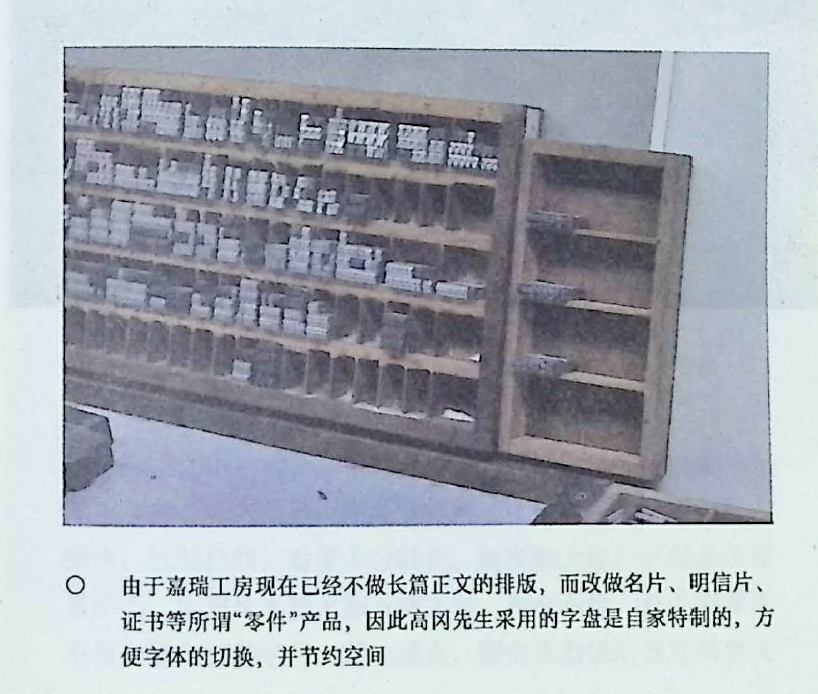 ○ 由于嘉瑞工房现在已经不做长篇正文的排版，而改做名片、明信片、
证书等所谓“零件”产品，因此高冈先生采用的字盘是自家特制的，方
便字体的切换，并节约空间